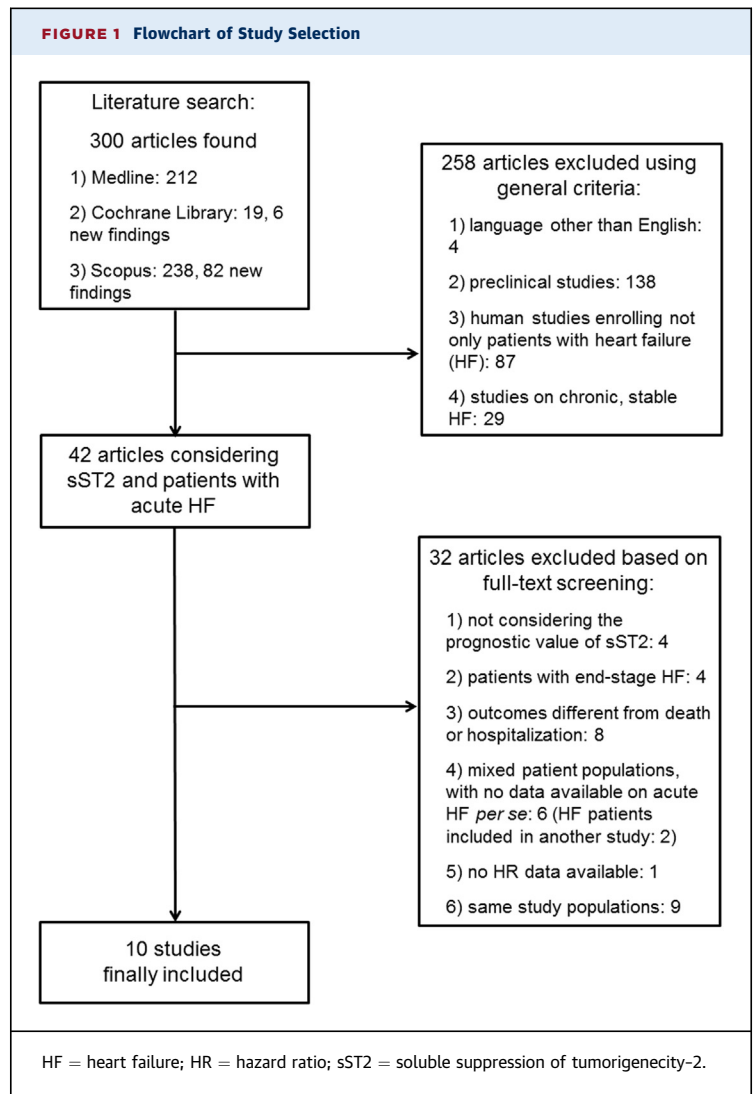 FIGURE 1 Flowchart of Study Selection
Literature search:
300 articles found
1) Medline: 212
2) Cochrane Library: 19, 6
new findings
3) Scopus: 238, 82 new
findings
258 articles excluded using
general criteria:
1) language other than English:
4
2) preclinical studies: 138
3) human studies enrolling not
only patients with heart failure
(HF): 87
4) studies on chronic, stable
HF: 29
42 articles considering
sST2 and patients with
acute HF
32 articles excluded based on
full-text screening:
1) not considering the
prognostic value of sST2: 4
2) patients with end-stage HF: 4
3) outcomes different from death
or hospitalization: 8
4) mixed patient populations,
with no data available on acute
HF per se: 6 (HF patients
included in another study: 2)
5) no HR data available: 1
6) same study populations: 9
10 studies
finally included
HF = heart failure; HR = hazard ratio; sST2 = soluble suppression of tumorigenecity-2.